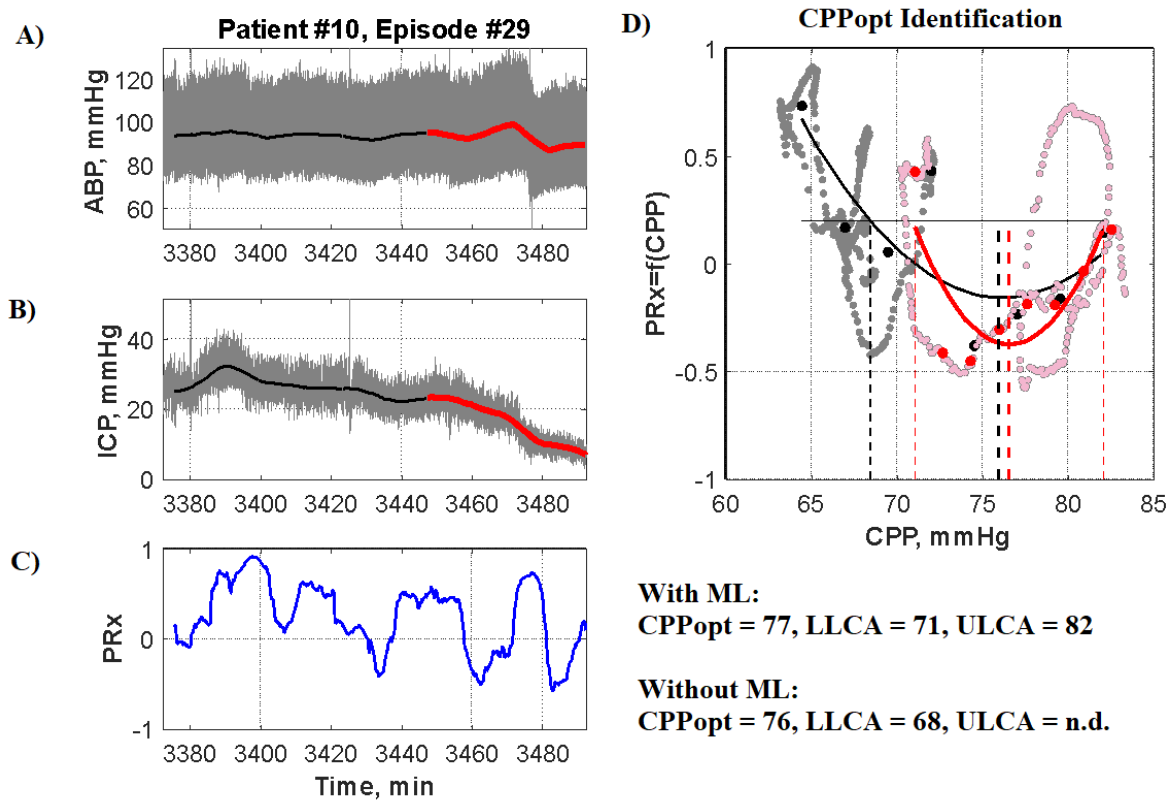 A)
Patient #10, Episode #29
ABP, mmHg
120
100
80
60
3380 3400 3420 3440 3460 3480
B)
ICP, mmHg
40
20
0
3380 3400 3420 3440 3460 3480
C)
PRx
1
0
-1
3380 3400 3420 3440 3460 3480
Time, min
D)
CPPopt Identification
PRx=f(CPP)
1
0.5
0
-0.5
-1
60 65 70 75 80 85
CPP, mmHg
With ML:
CPPopt = 77, LLCA = 71, ULCA = 82
Without ML:
CPPopt = 76, LLCA = 68, ULCA = n.d.